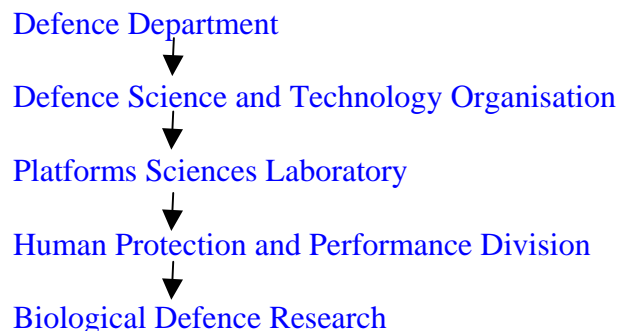 Defence Department
Defence Science and Technology Organisation
Platforms Sciences Laboratory
Human Protection and Performance Division
Biological Defence Research